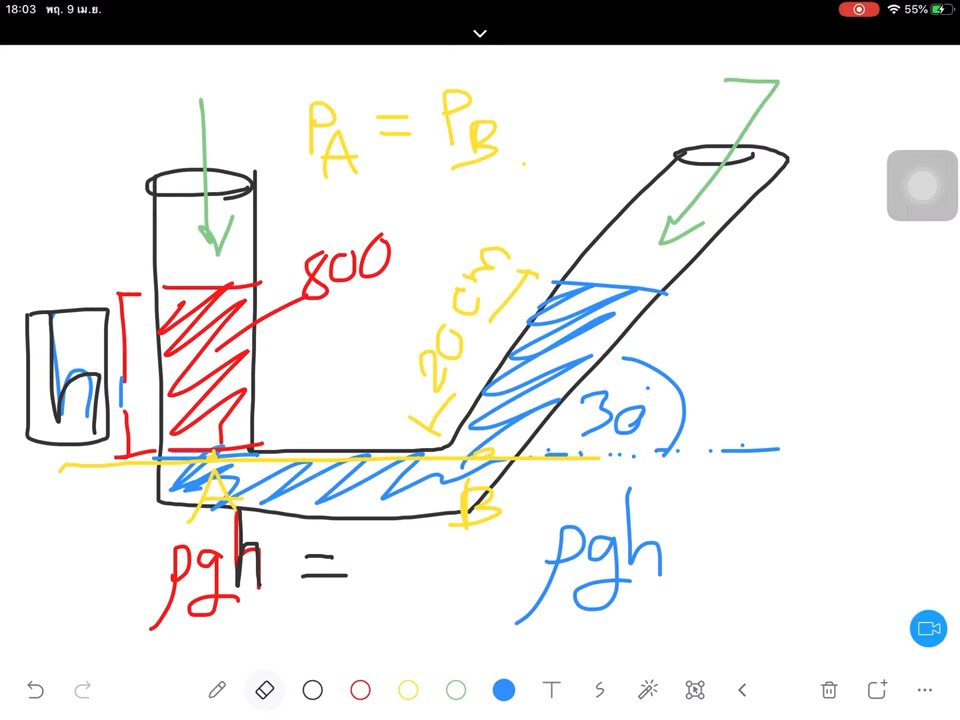 18:03 พฤ. 9 เม.ย.
55%
P_A = P_B .
800
20 cm
h
30°
A
B
ρgh = ρgh
T